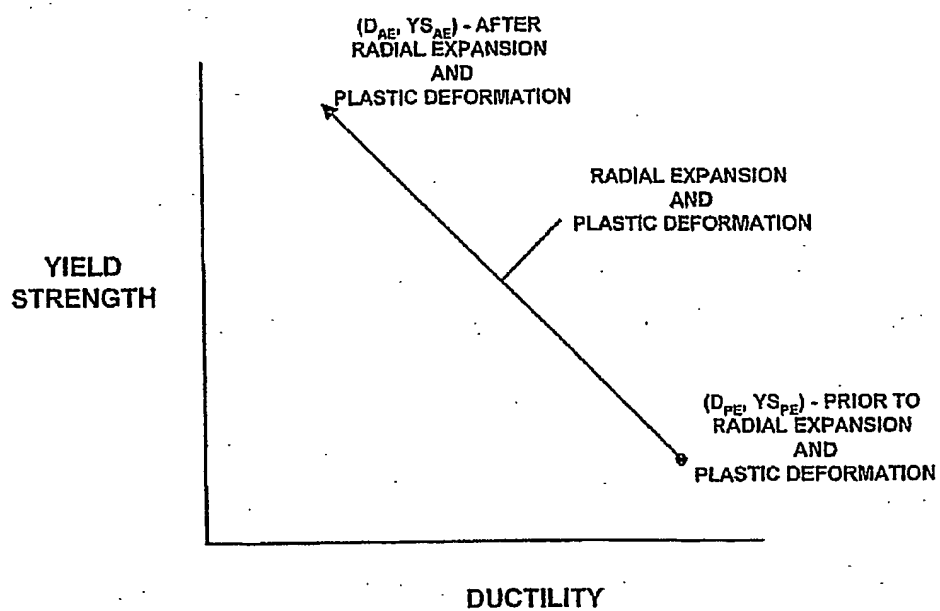 (D_AE, YS_AE) - AFTER
RADIAL EXPANSION
AND
PLASTIC DEFORMATION
RADIAL EXPANSION
AND
PLASTIC DEFORMATION
YIELD
STRENGTH
(D_PE, YS_PE) - PRIOR TO
RADIAL EXPANSION
AND
PLASTIC DEFORMATION
DUCTILITY